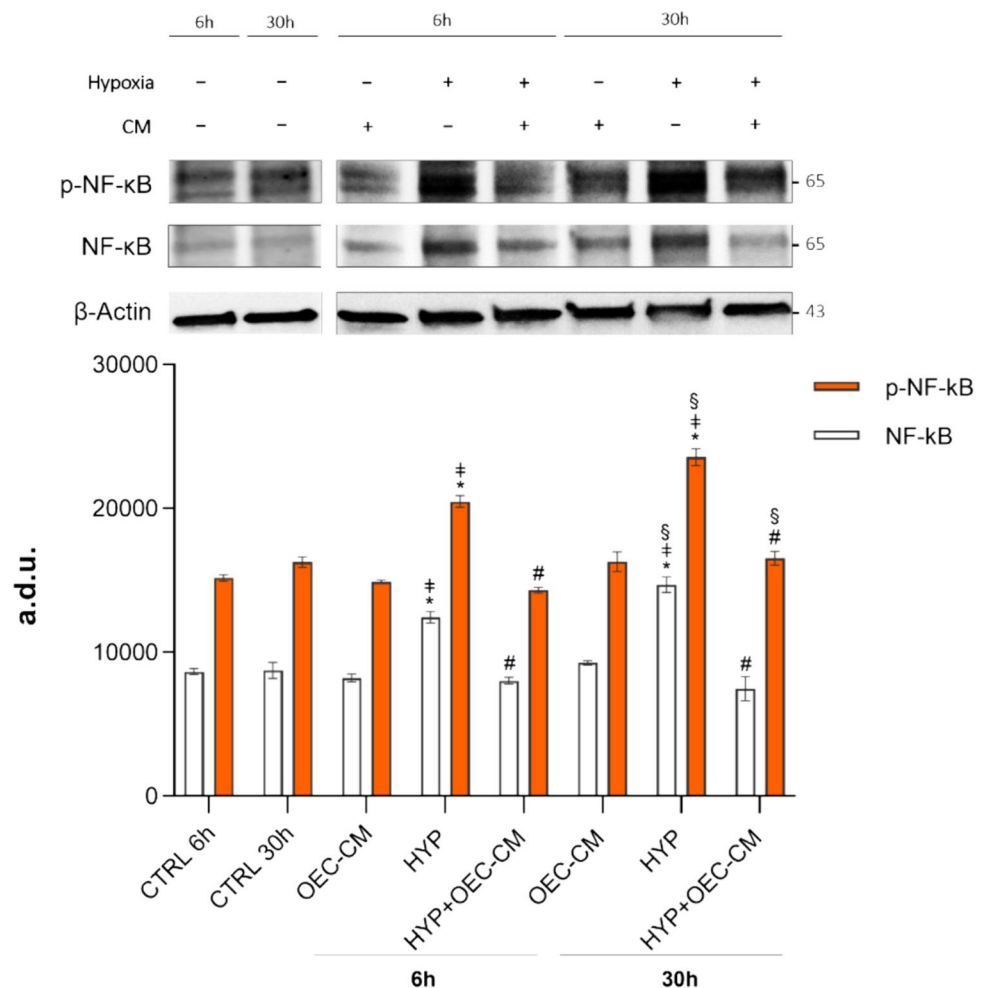 6h 30h 6h 30h
Hypoxia – – – + + – + +
CM – – + – + + – +
p-NF-κB 65
NF-κB 65
β-Actin 43
30000
20000
10000
0
a.d.u.
p-NF-kB
NF-kB
‡
*
‡
*
#
#
§
‡
*
§
‡
*
#
§
#
CTRL 6h
CTRL 30h
OEC-CM
HYP
HYP+OEC-CM
OEC-CM
HYP
HYP+OEC-CM
6h 30h